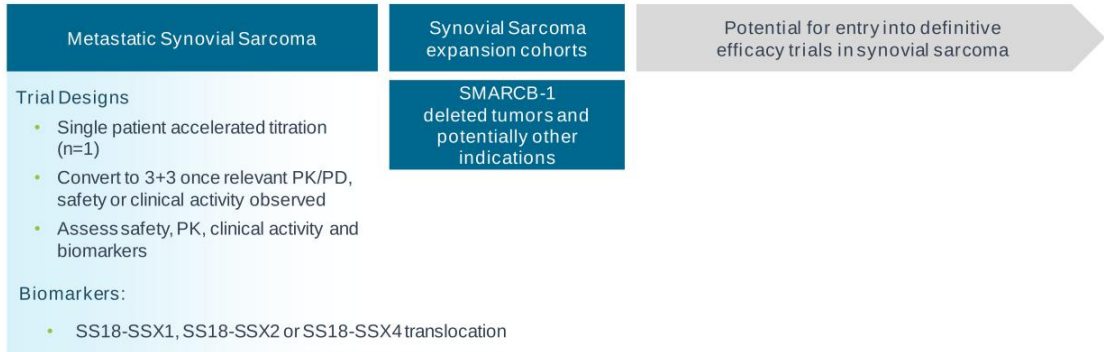 Metastatic Synovial Sarcoma
Synovial Sarcoma
expansion cohorts
Potential for entry into definitive
efficacy trials in synovial sarcoma
SMARCB-1
deleted tumors and
potentially other
indications
Trial Designs
• Single patient accelerated titration
(n=1)
• Convert to 3+3 once relevant PK/PD,
safety or clinical activity observed
• Assess safety, PK, clinical activity and
biomarkers
Biomarkers:
• SS18-SSX1, SS18-SSX2 or SS18-SSX4 translocation